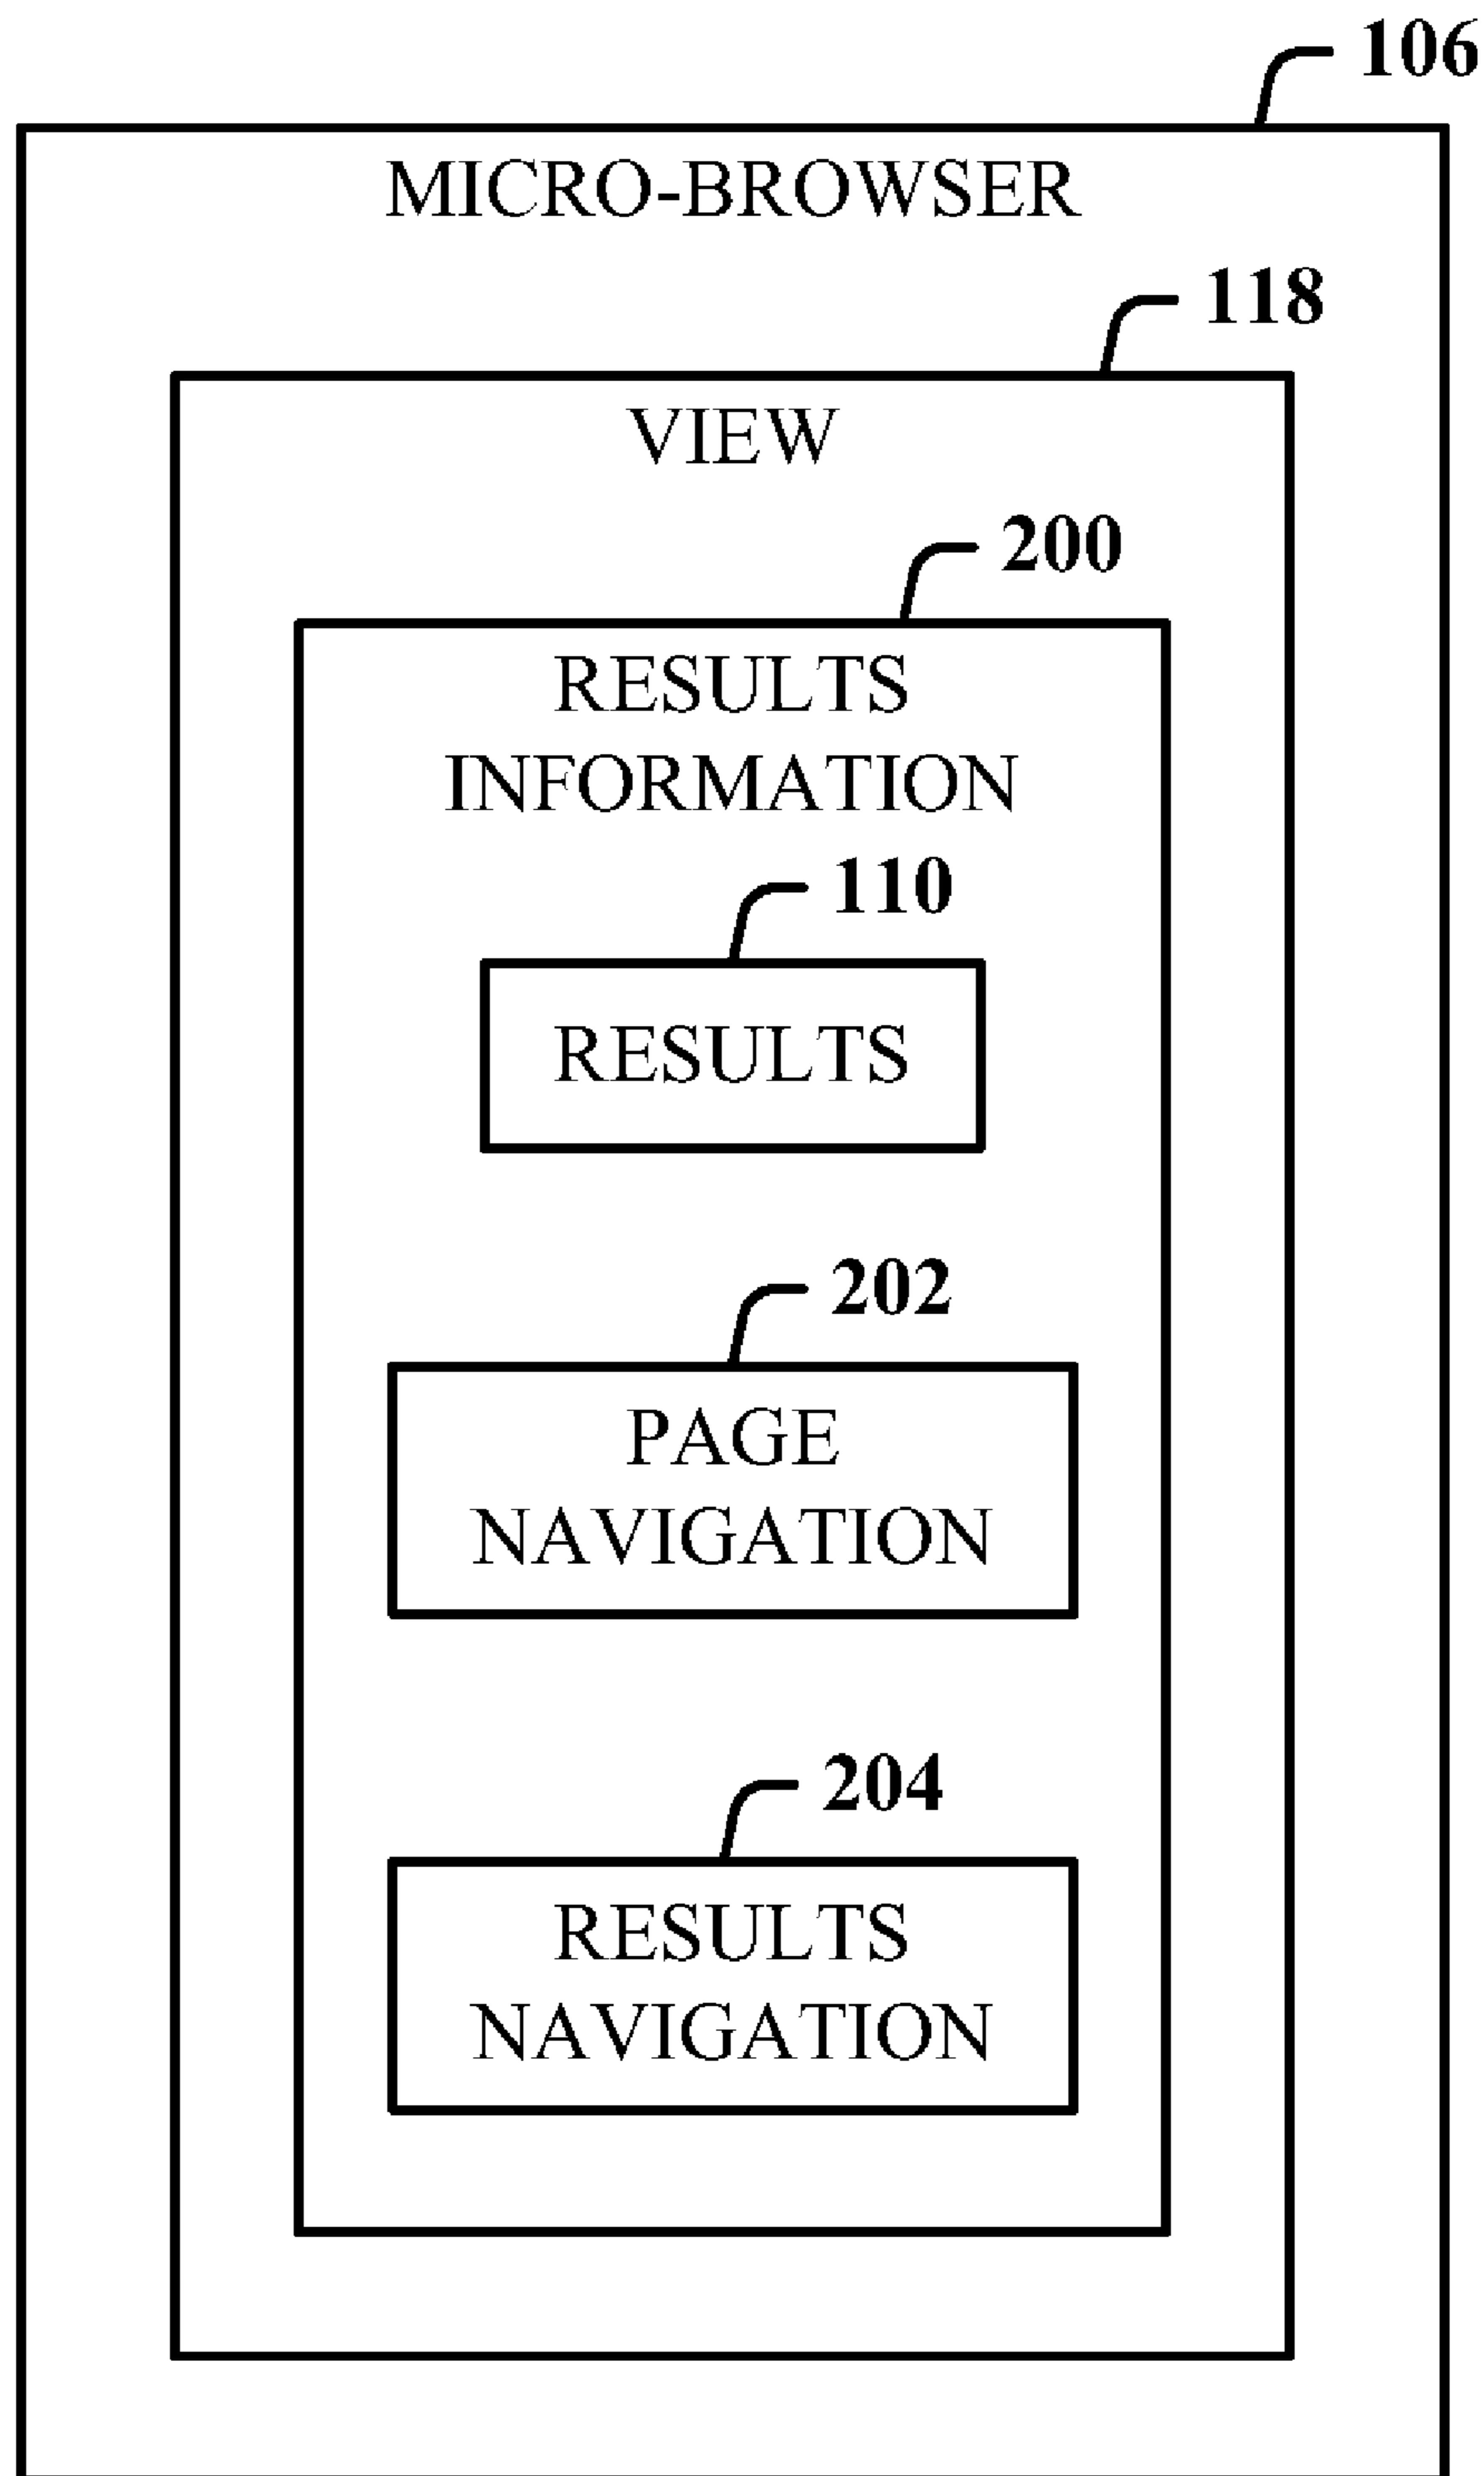 106
MICRO-BROWSER
118
VIEW
200
RESULTS
INFORMATION
110
RESULTS
202
PAGE
NAVIGATION
204
RESULTS
NAVIGATION